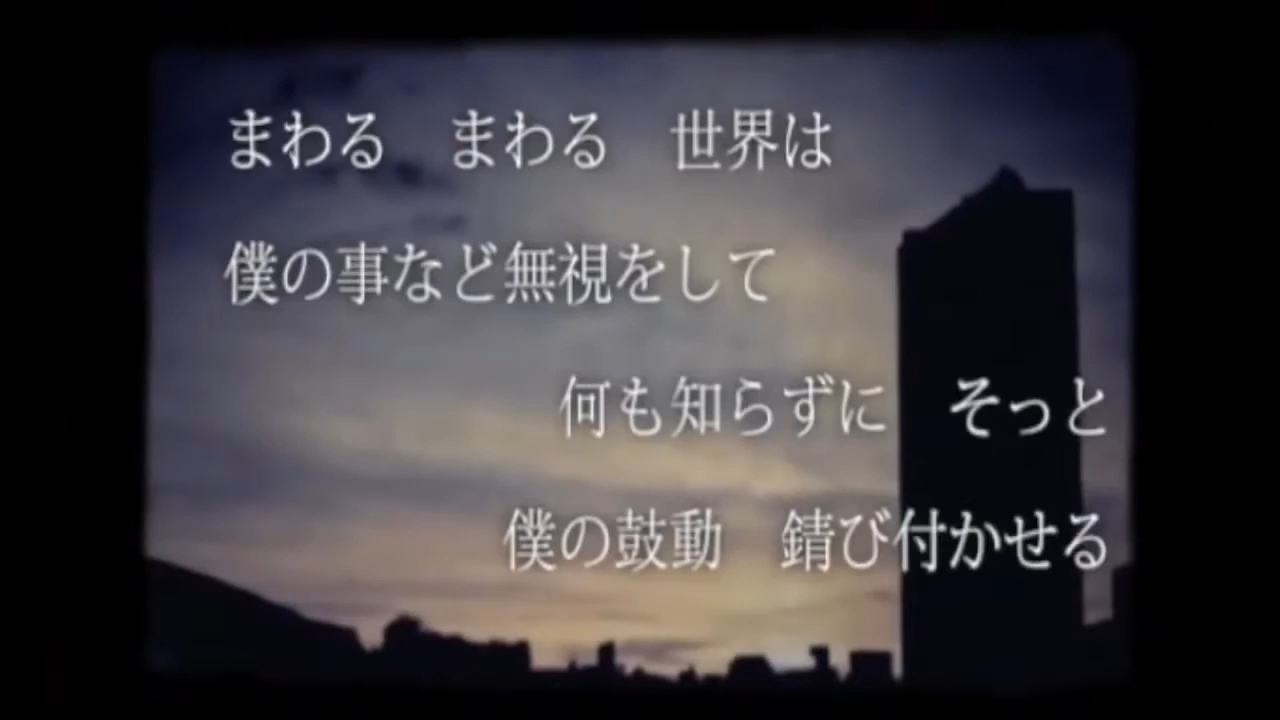 まわる　まわる　世界は
僕の事など無視をして
何も知らずに　そっと
僕の鼓動　錆び付かせる